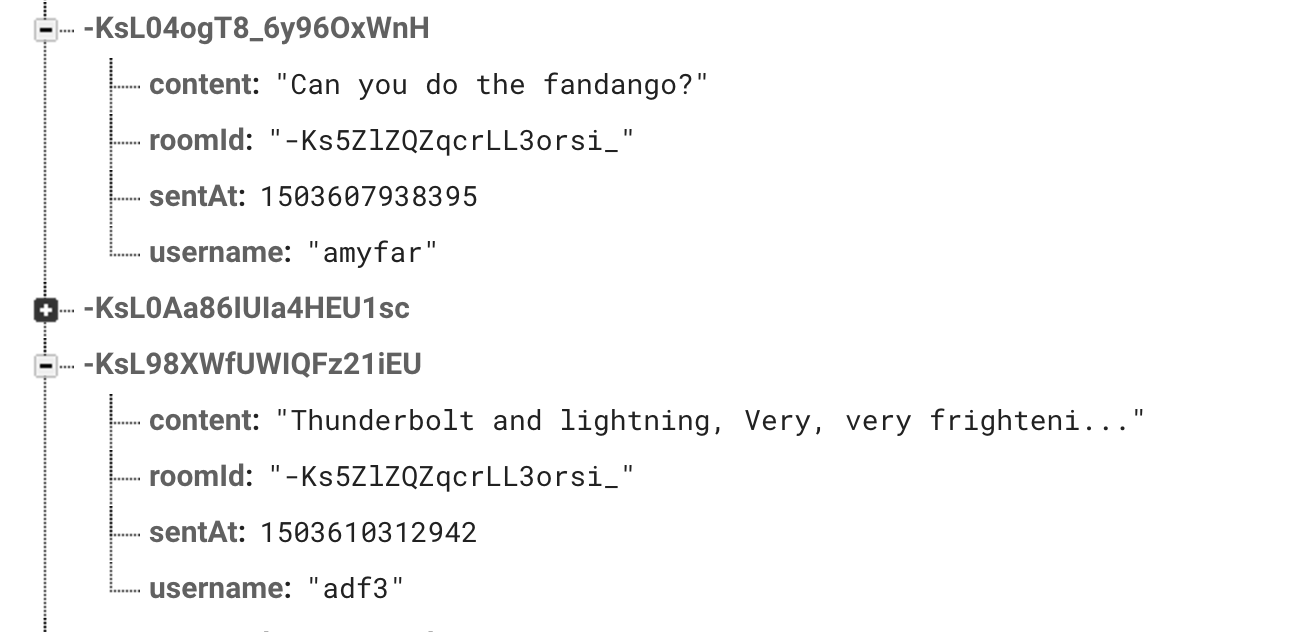 -KsL04ogT8_6y96OxWnH
content: "Can you do the fandango?"
roomId: "-Ks5ZlZQZqcrLL3orsi_"
sentAt: 1503607938395
username: "amyfar"
-KsL0Aa86IUIa4HEU1sc
-KsL98XWfUWIQFz21iEU
content: "Thunderbolt and lightning, Very, very frighteni..."
roomId: "-Ks5ZlZQZqcrLL3orsi_"
sentAt: 1503610312942
username: "adf3"